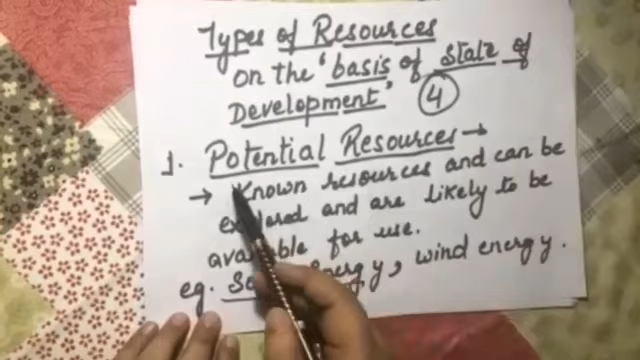 Types of Resources
on the 'basis of State of
Development' 4
1. Potential Resources →
→ Known resources and can be
and are likely to be
for use.
eg. wind energy.